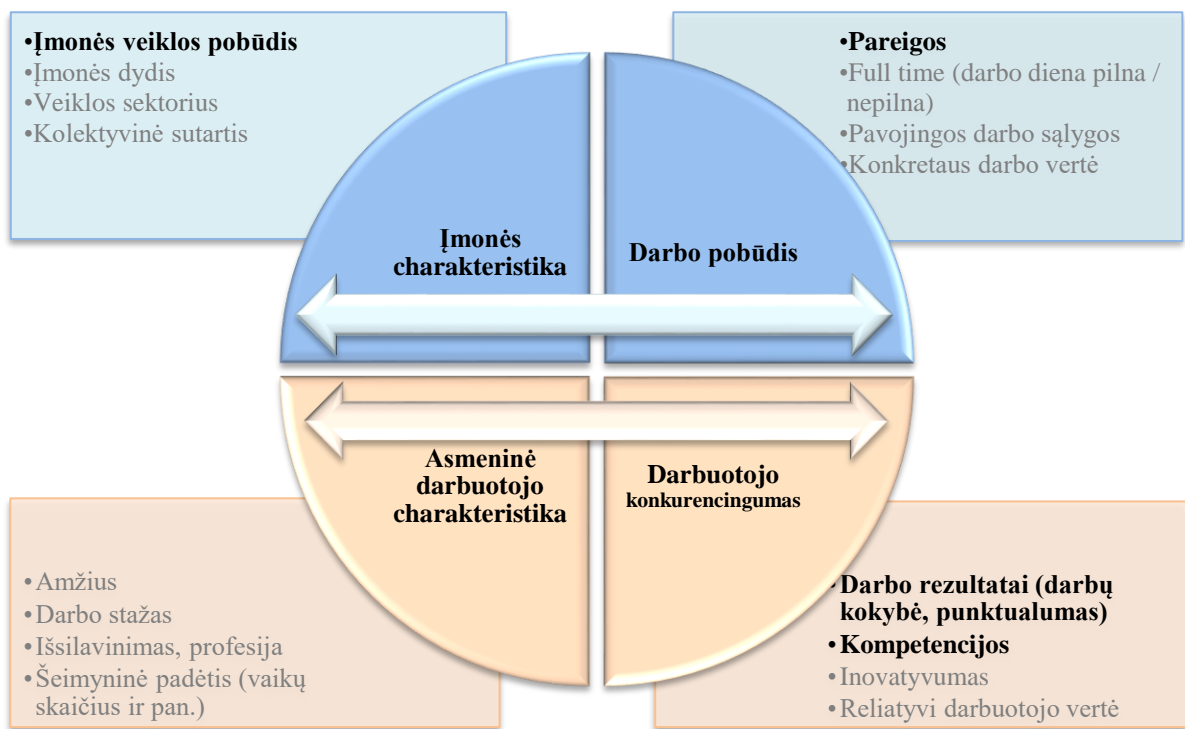 •Įmonės veiklos pobūdis
•Įmonės dydis
•Veiklos sektorius
•Kolektyvinė sutartis
•Pareigos
•Full time (darbo diena pilna /
nepilna)
•Pavojingos darbo sąlygos
•Konkretaus darbo vertė
Įmonės
charakteristika
Darbo pobūdis
Asmeninė
darbuotojo
charakteristika
Darbuotojo
konkurencingumas
•Amžius
•Darbo stažas
•Išsilavinimas, profesija
•Šeimyninė padėtis (vaikų
skaičius ir pan.)
•Darbo rezultatai (darbų
kokybė, punktualumas)
•Kompetencijos
•Inovatyvumas
•Reliatyvi darbuotojo vertė